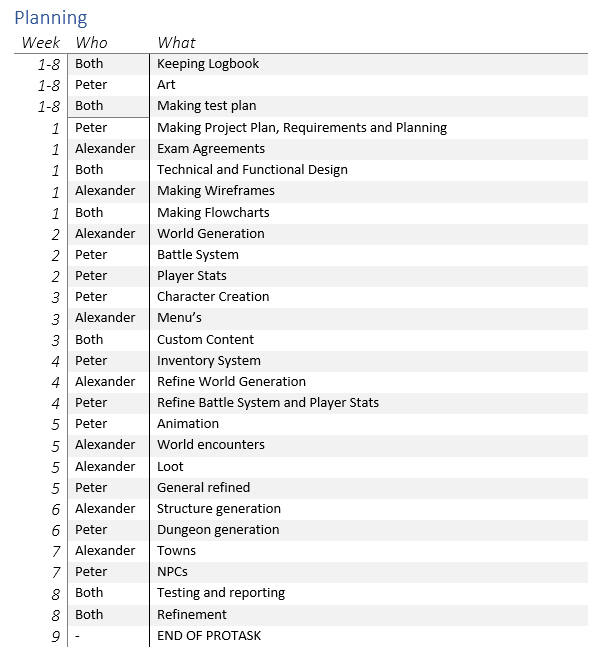 Planning
Week Who What
1-8 Both Keeping Logbook
1-8 Peter Art
1-8 Both Making test plan
1 Peter Making Project Plan, Requirements and Planning
1 Alexander Exam Agreements
1 Both Technical and Functional Design
1 Alexander Making Wireframes
1 Both Making Flowcharts
2 Alexander World Generation
2 Peter Battle System
2 Peter Player Stats
3 Peter Character Creation
3 Alexander Menu’s
3 Both Custom Content
4 Peter Inventory System
4 Alexander Refine World Generation
4 Peter Refine Battle System and Player Stats
5 Peter Animation
5 Alexander World encounters
5 Alexander Loot
5 Peter General refined
6 Alexander Structure generation
6 Peter Dungeon generation
7 Alexander Towns
7 Peter NPCs
8 Both Testing and reporting
8 Both Refinement
9 - END OF PROTASK